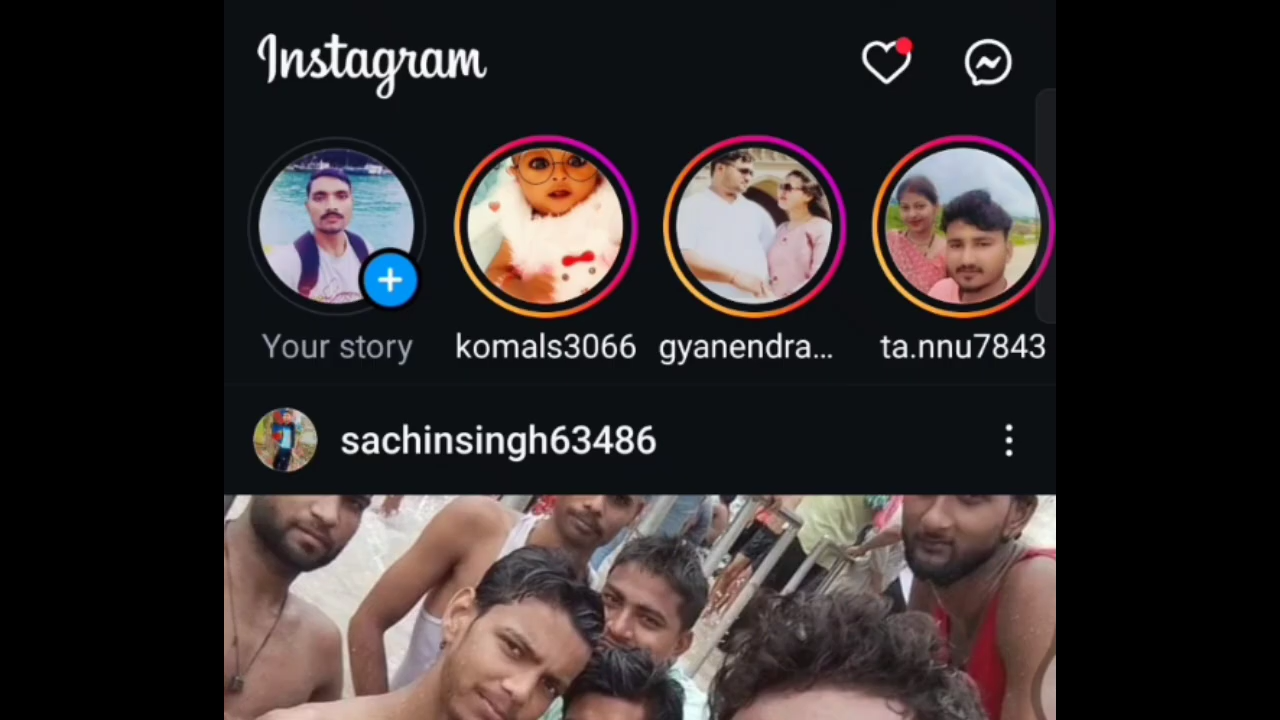 Instagram
Your story
komals3066
gyanendra...
ta.nnu7843
sachinsingh63486